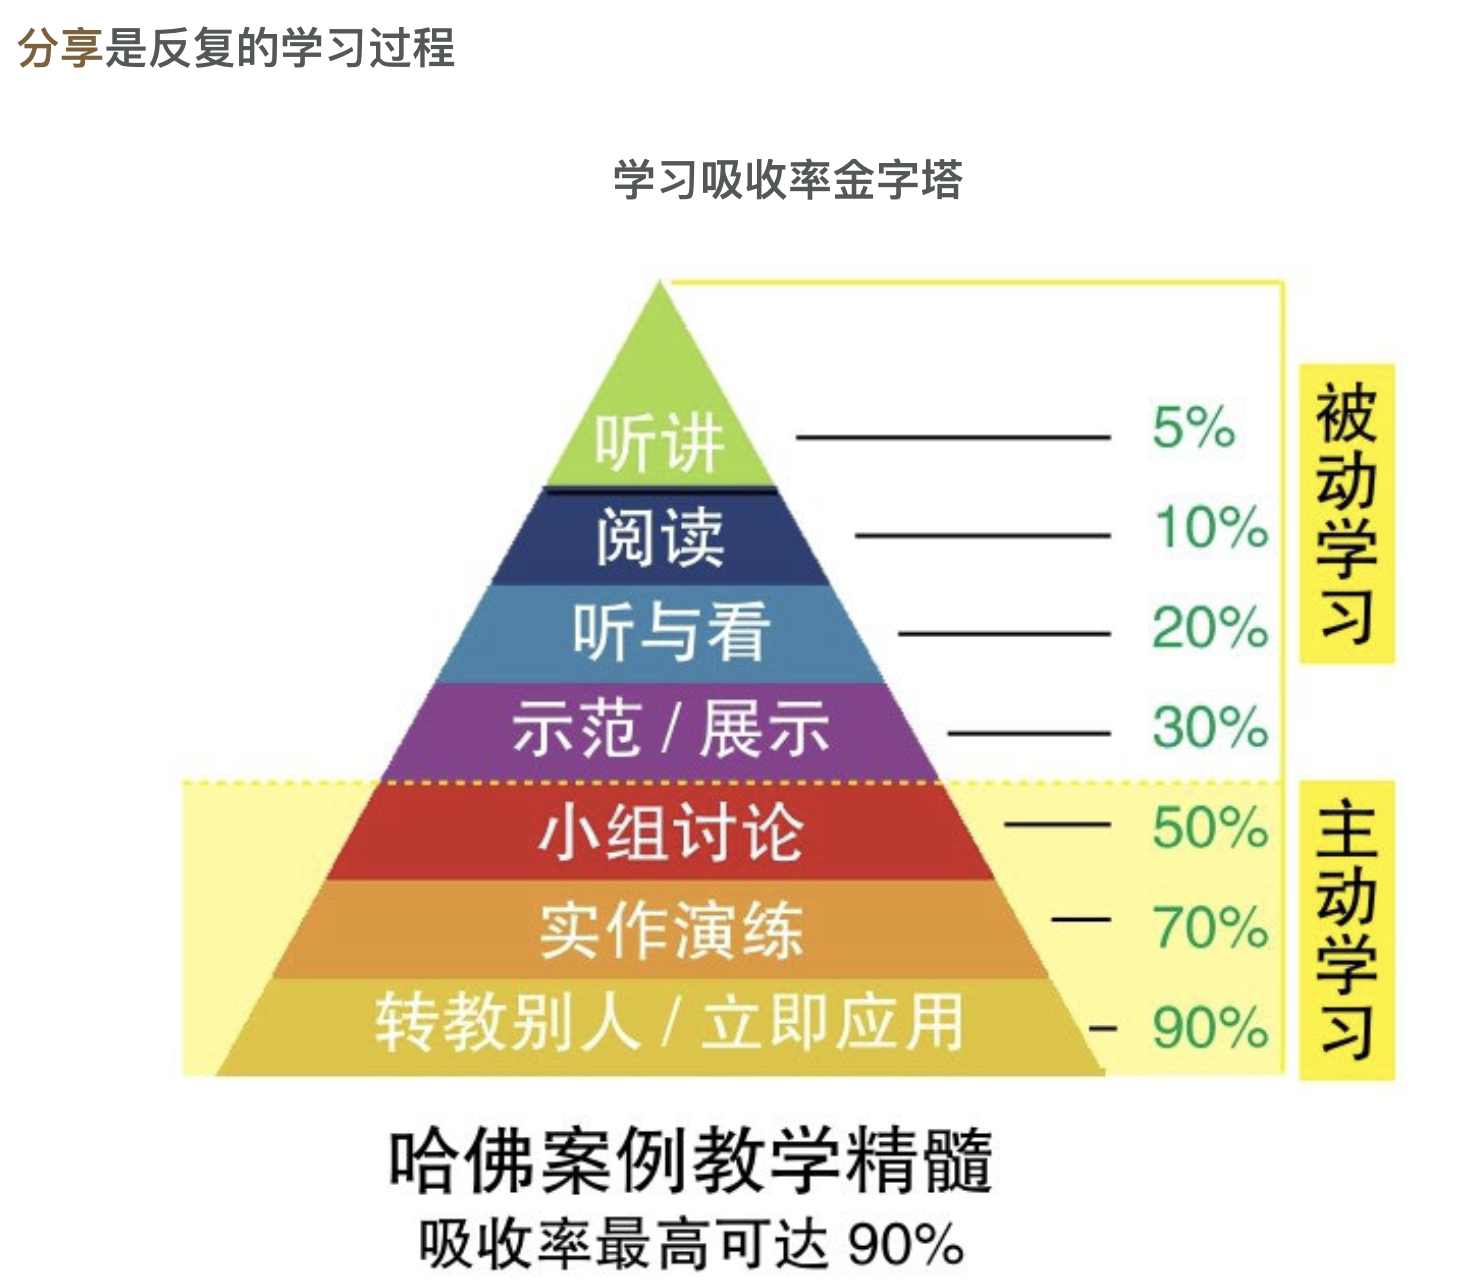 分享是反复的学习过程
学习吸收率金字塔
听讲
5%
阅读
10%
听与看
20%
示范 / 展示
30%
被动学习
小组讨论
50%
实作演练
70%
转教别人 / 立即应用
90%
主动学习
哈佛案例教学精髓
吸收率最高可达 90%